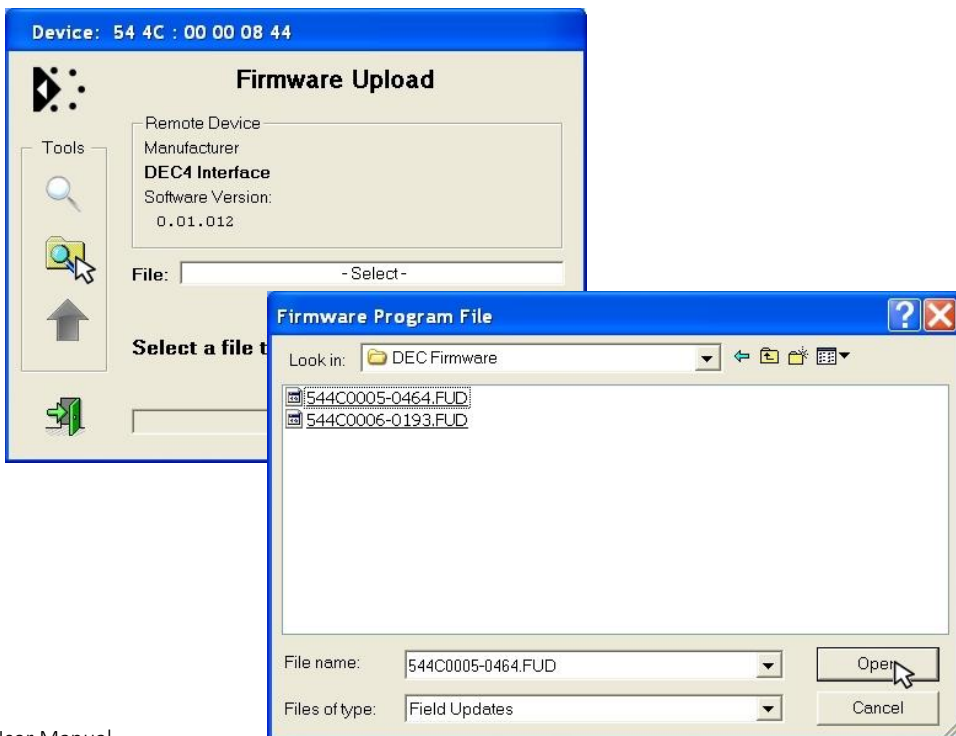 Device: 54 4C : 00 00 08 44
Firmware Upload
Tools
Remote Device
Manufacturer
DEC4 Interface
Software Version:
0.01.012
File: - Select -
Select a file t
Firmware Program File
Look in: DEC Firmware
544C0005-0464.FUD
544C0006-0193.FUD
File name: 544C0005-0464.FUD
Open
Files of type: Field Updates
Cancel
User Manual